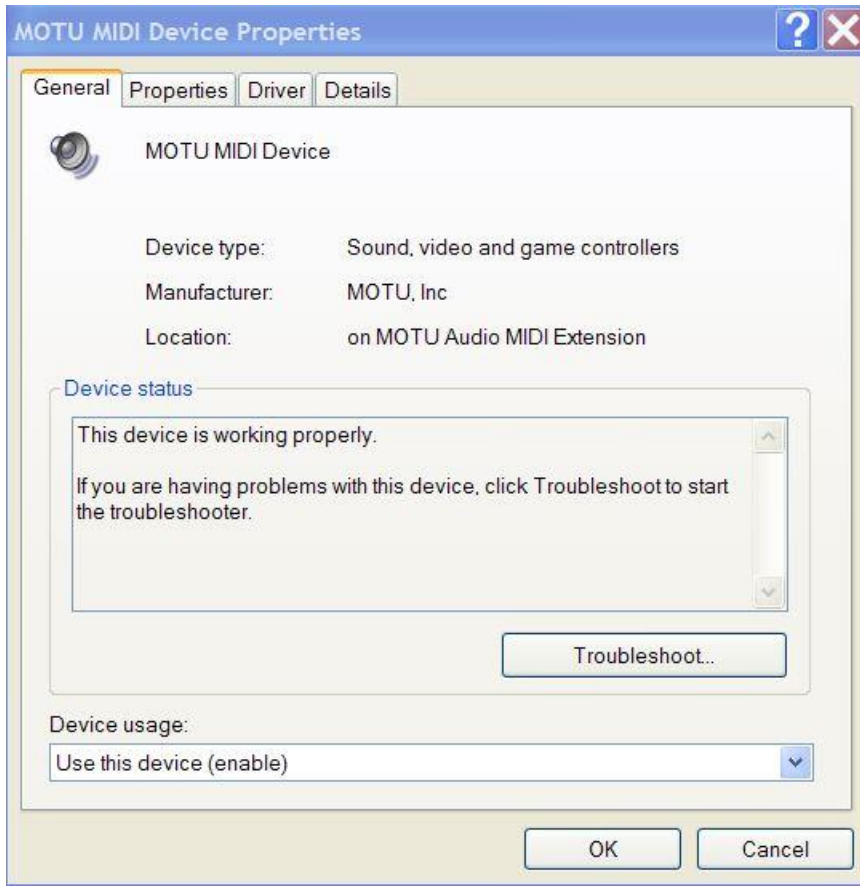 MOTU MIDI Device Properties
General Properties Driver Details
MOTU MIDI Device
Device type: Sound, video and game controllers
Manufacturer: MOTU, Inc
Location: on MOTU Audio MIDI Extension
Device status
This device is working properly.
If you are having problems with this device, click Troubleshoot to start
the troubleshooter.
Troubleshoot...
Device usage:
Use this device (enable)
OK Cancel